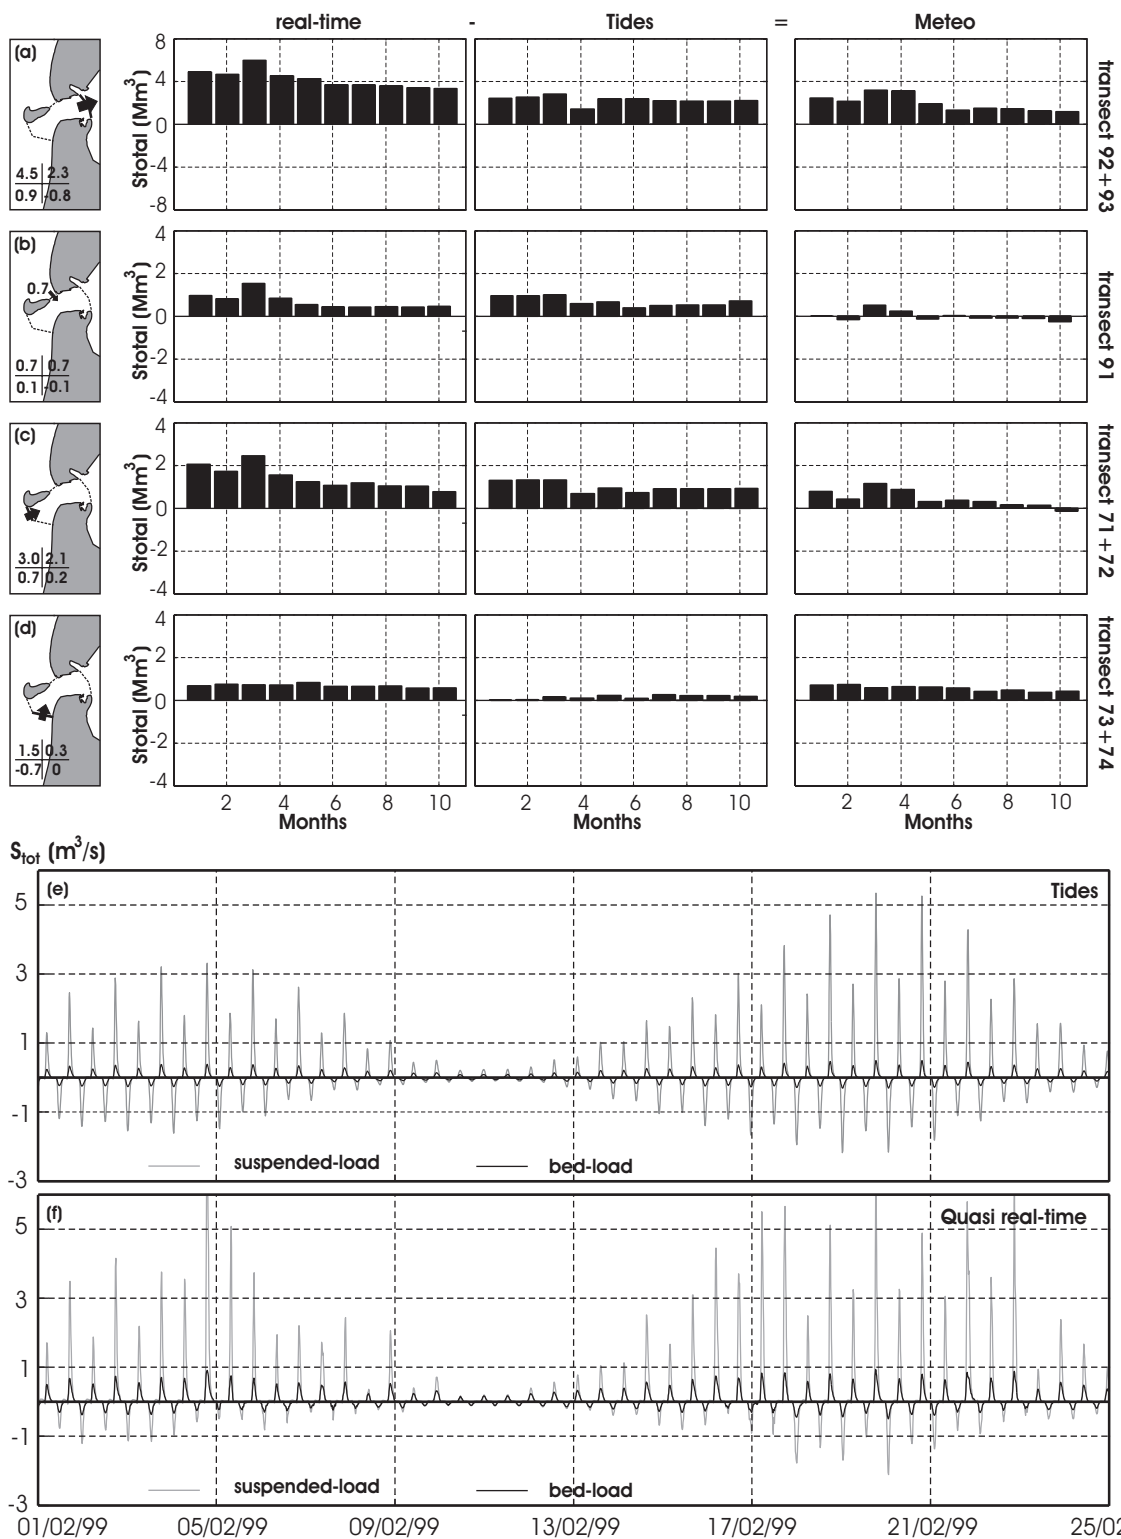 real-time - Tides = Meteo
(a)
4.5 2.3
0.9 -0.8
Stotal (Mm³)
8
4
0
-4
-8
transect 92+93
(b)
0.7
0.7 0.7
0.1 -0.1
Stotal (Mm³)
4
2
0
-2
-4
transect 91
(c)
3.0 2.1
0.7 0.2
Stotal (Mm³)
4
2
0
-2
-4
transect 71+72
(d)
1.5 0.3
-0.7 0
Stotal (Mm³)
4
2
0
-2
-4
transect 73+74
2 4 6 8 10 2 4 6 8 10 2 4 6 8 10
Months Months Months
Stot (m³/s)
(e) Tides
5
3
1
-1
-3
suspended-load bed-load
(f) Quasi real-time
5
3
1
-1
-3
suspended-load bed-load
01/02/99 05/02/99 09/02/99 13/02/99 17/02/99 21/02/99 25/0